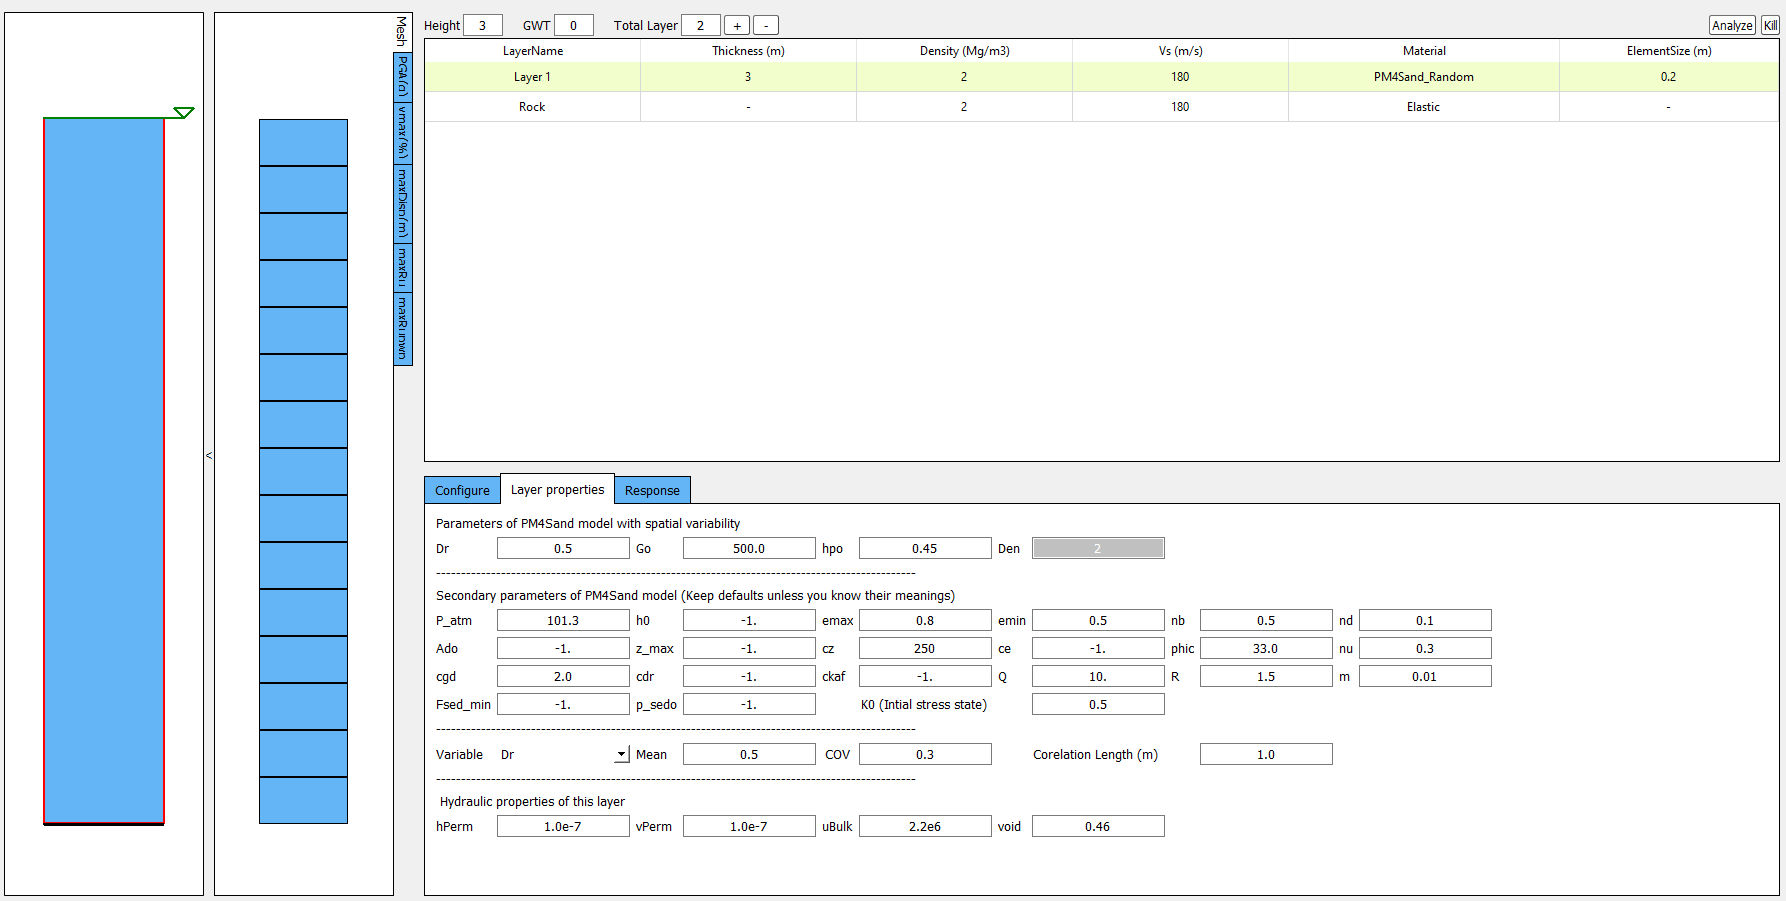 Height 3 GWT 0 Total Layer 2 + - Analyze Kill
LayerName Thickness (m) Density (Mg/m3) Vs (m/s) Material ElementSize (m)
Layer 1 3 2 180 PM4Sand_Random 0.2
Rock - 2 180 Elastic -
Mesh
PGA(g)
γmax(%)
maxDisp(m)
maxRu
maxRupwp
<
Configure Layer properties Response
Parameters of PM4Sand model with spatial variability
Dr 0.5 Go 500.0 hpo 0.45 Den 2
------------------------------------------------------------------------------------------------
Secondary parameters of PM4Sand model (Keep defaults unless you know their meanings)
P_atm 101.3 h0 -1. emax 0.8 emin 0.5 nb 0.5 nd 0.1
Ado -1. z_max -1. cz 250 ce -1. phic 33.0 nu 0.3
cgd 2.0 cdr -1. ckaf -1. Q 10. R 1.5 m 0.01
Fsed_min -1. p_sedo -1. K0 (Intial stress state) 0.5
------------------------------------------------------------------------------------------------
Variable Dr Mean 0.5 COV 0.3 Corelation Length (m) 1.0
------------------------------------------------------------------------------------------------
Hydraulic properties of this layer
hPerm 1.0e-7 vPerm 1.0e-7 uBulk 2.2e6 void 0.46